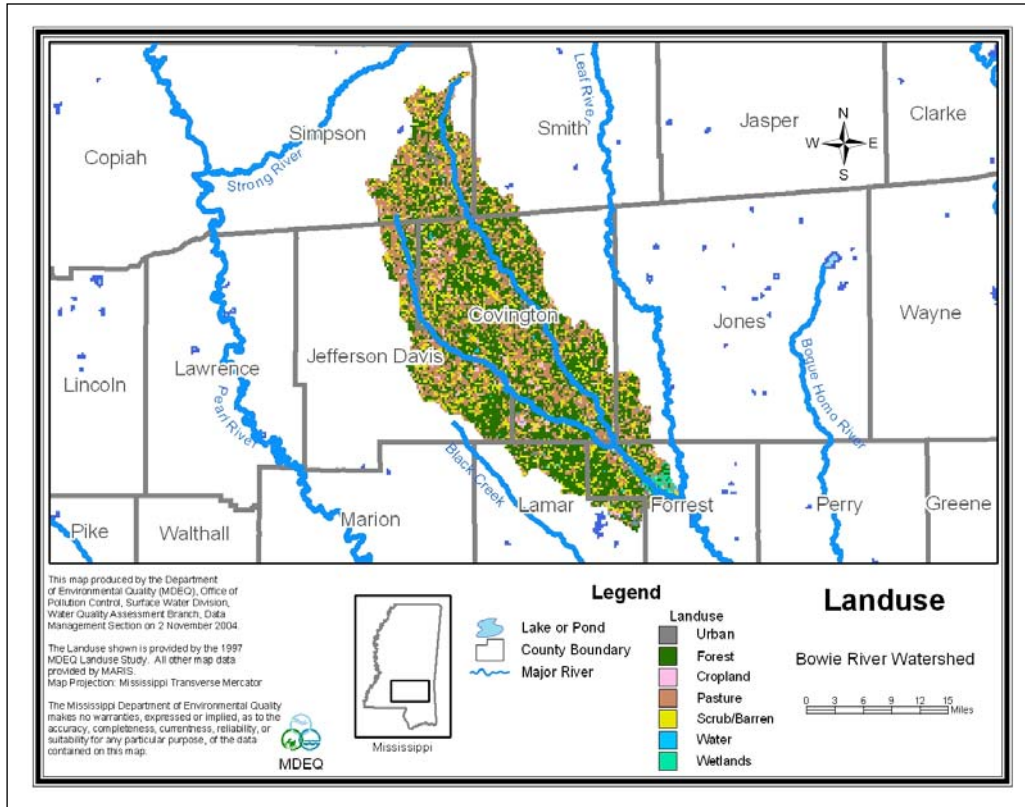 Copiah
Simpson
Strong River
Leaf River
Smith
Jasper
Clarke
N
W E
S
Covington
Jones
Wayne
Jefferson Davis
Lawrence
Lincoln
Pearl River
Bogue Homo River
Black Creek
Lamar
Forrest
Perry
Greene
Marion
Pike
Walthall
This map produced by the Department
of Environmental Quality (MDEQ), Office of
Pollution Control, Surface Water Division,
Water Quality Assessment Branch, Data
Management Section on 2 November 2004.
The Landuse shown is provided by the 1997
MDEQ Landuse Study. All other map data
provided by MARIS.
Map Projection: Mississippi Transverse Mercator
The Mississippi Department of Environmental Quality
makes no warranties, expressed or implied, as to the
accuracy, completeness, currentness, reliability, or
suitability for any particular purpose, of the data
contained on this map.
MDEQ
Mississippi
Legend
Lake or Pond
County Boundary
Major River
Landuse
Urban
Forest
Cropland
Pasture
Scrub/Barren
Water
Wetlands
Landuse
Bowie River Watershed
0 3 6 9 12 15
Miles